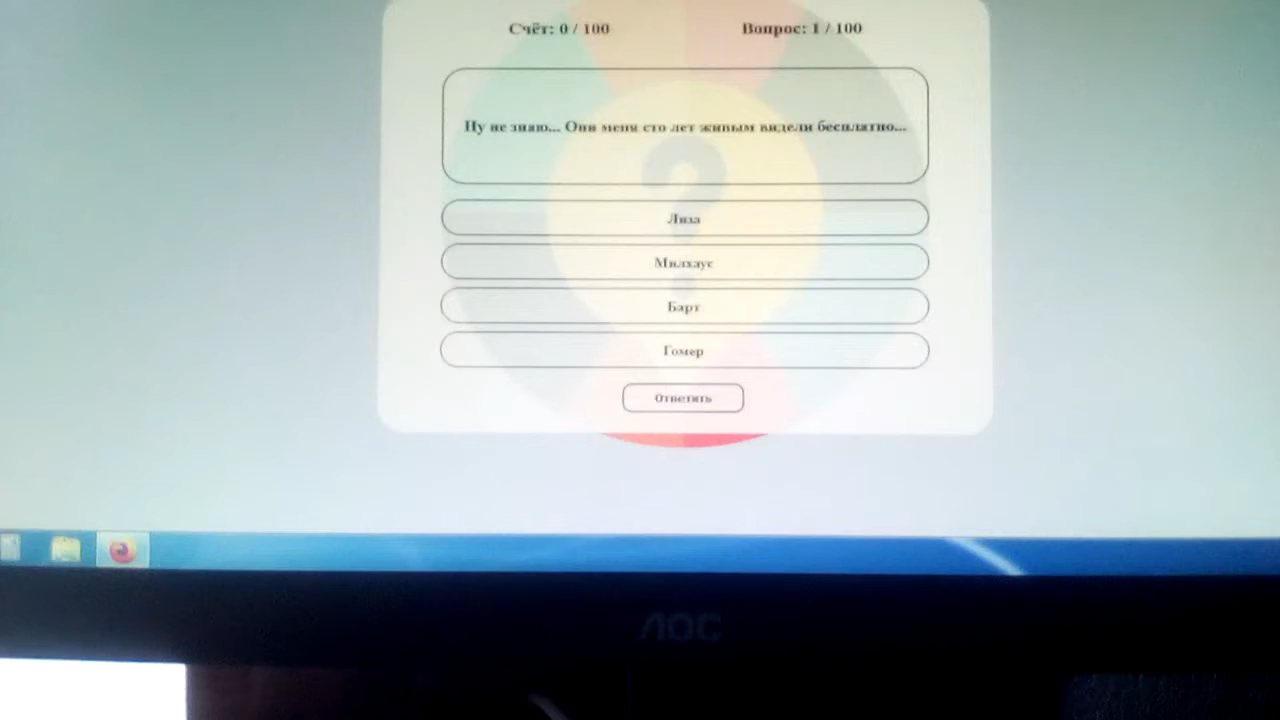 Счёт: 0 / 100
Вопрос: 1 / 100
Ну не знаю... Они меня сто лет живым видели бесплатно...
Лиза
Милхаус
Барт
Гомер
Ответить
AOC